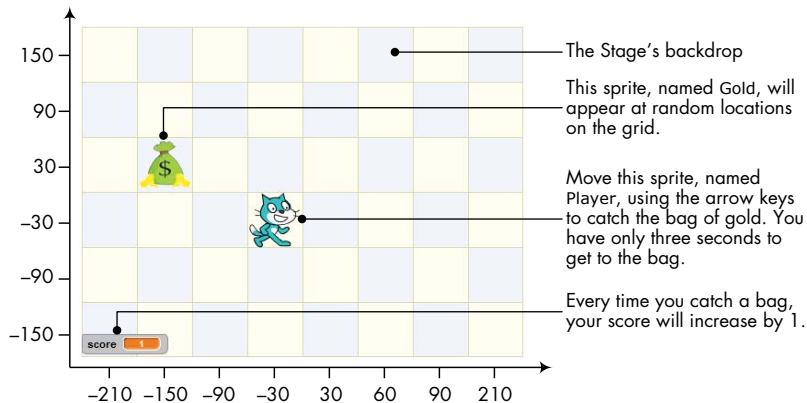 150
90
30
–30
–90
–150
–210 –150 –90 –30 30 60 90 210
$
score 1
The Stage's backdrop
This sprite, named Gold, will
appear at random locations
on the grid.
Move this sprite, named
Player, using the arrow keys
to catch the bag of gold. You
have only three seconds to
get to the bag.
Every time you catch a bag,
your score will increase by 1.